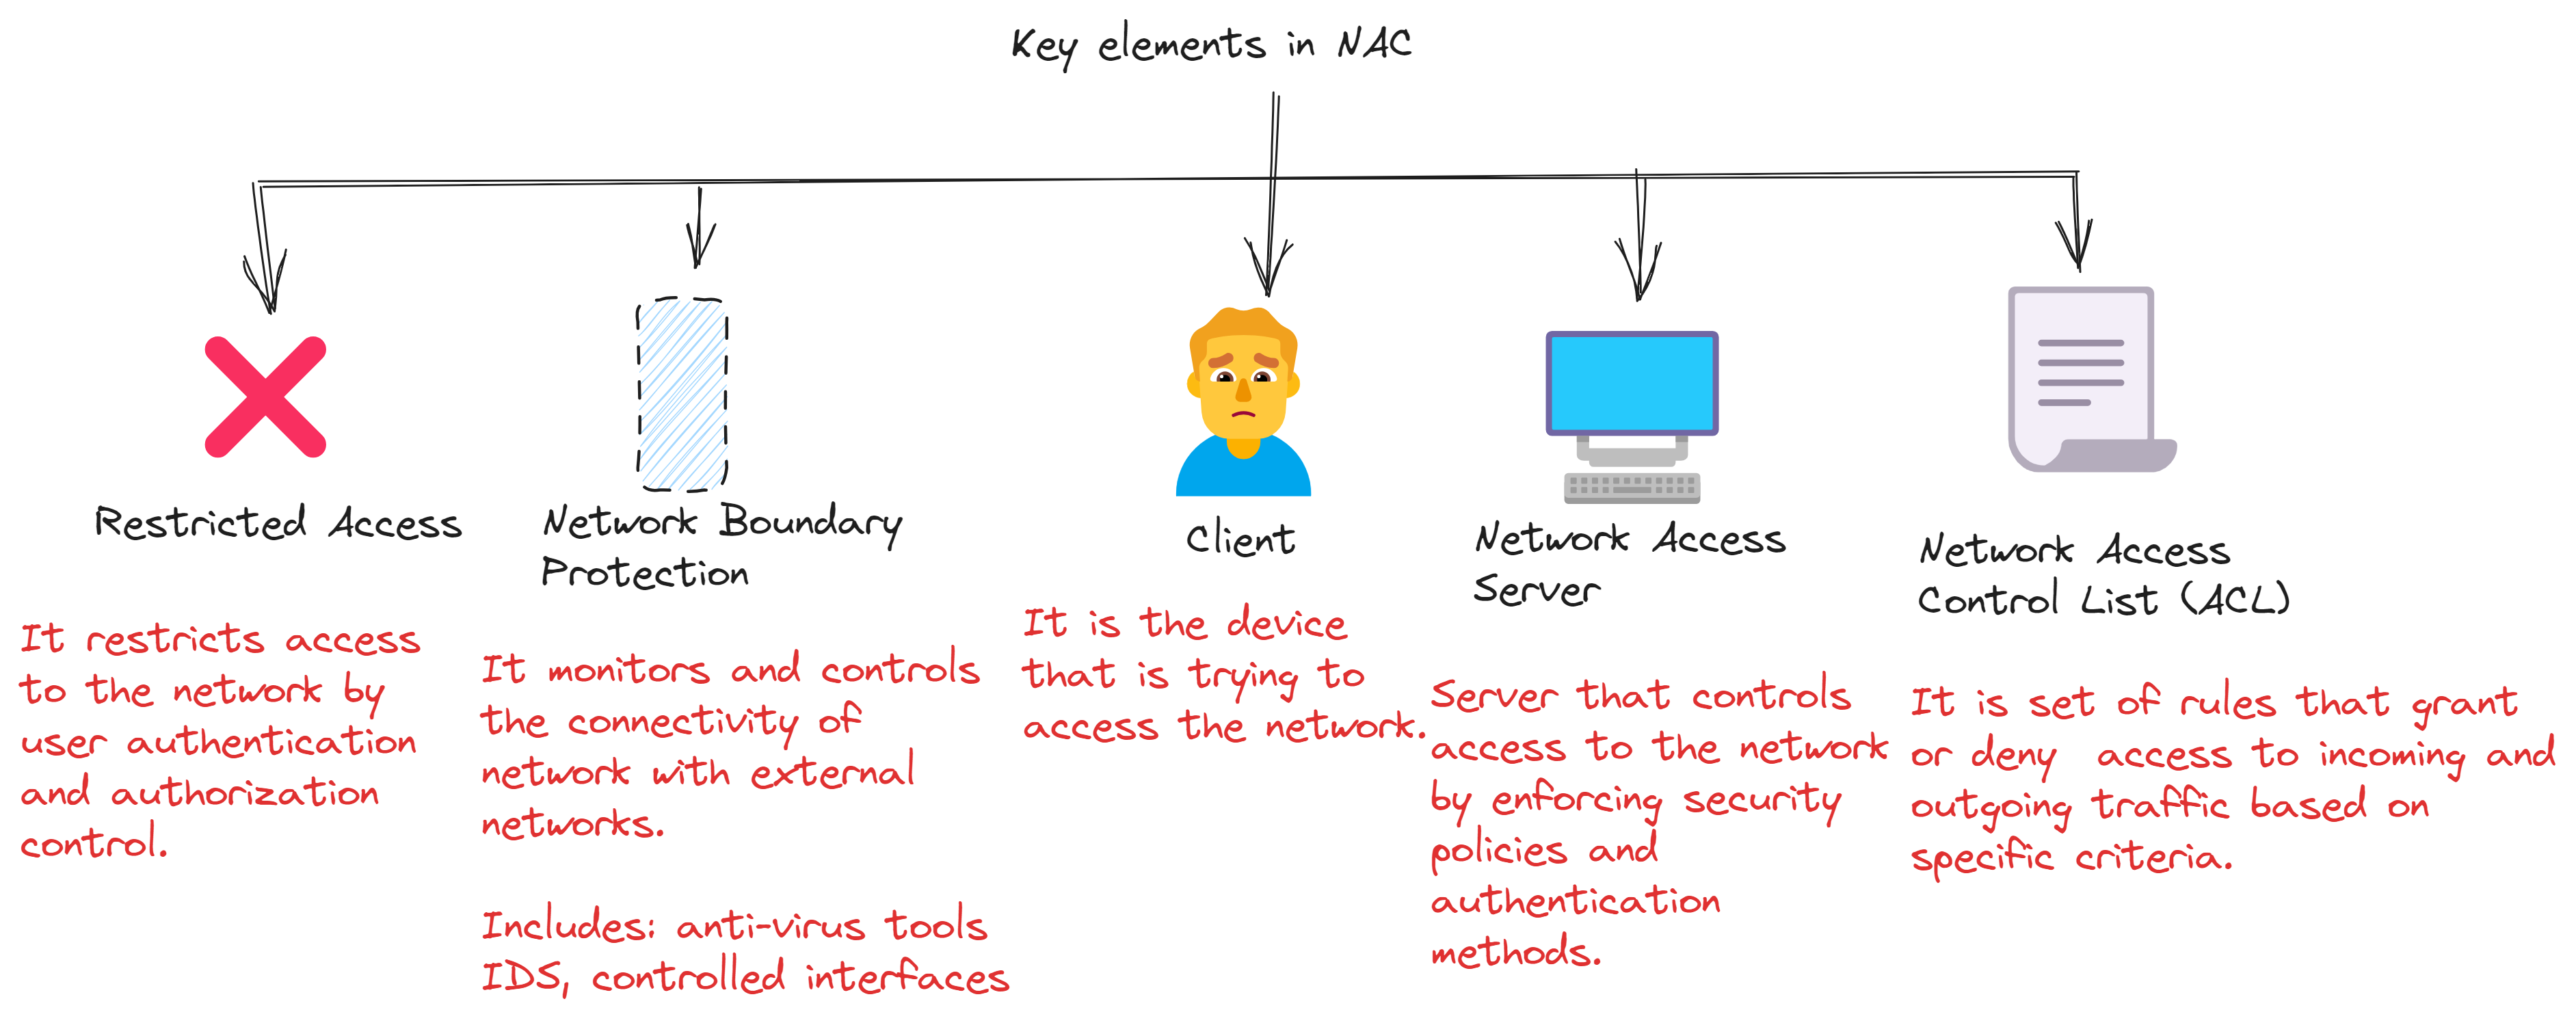 Key elements in NAC
Restricted Access
It restricts access
to the network by
user authentication
and authorization
control.
Network Boundary
Protection
It monitors and controls
the connectivity of
network with external
networks.
Includes: anti-virus tools
IDS, controlled interfaces
Client
It is the device
that is trying to
access the network.
Network Access
Server
Server that controls
access to the network
by enforcing security
policies and
authentication
methods.
Network Access
Control List (ACL)
It is set of rules that grant
or deny access to incoming and
outgoing traffic based on
specific criteria.